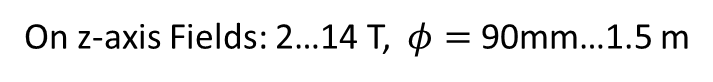 On z-axis Fields: 2...14 T, ϕ = 90mm...1.5 m